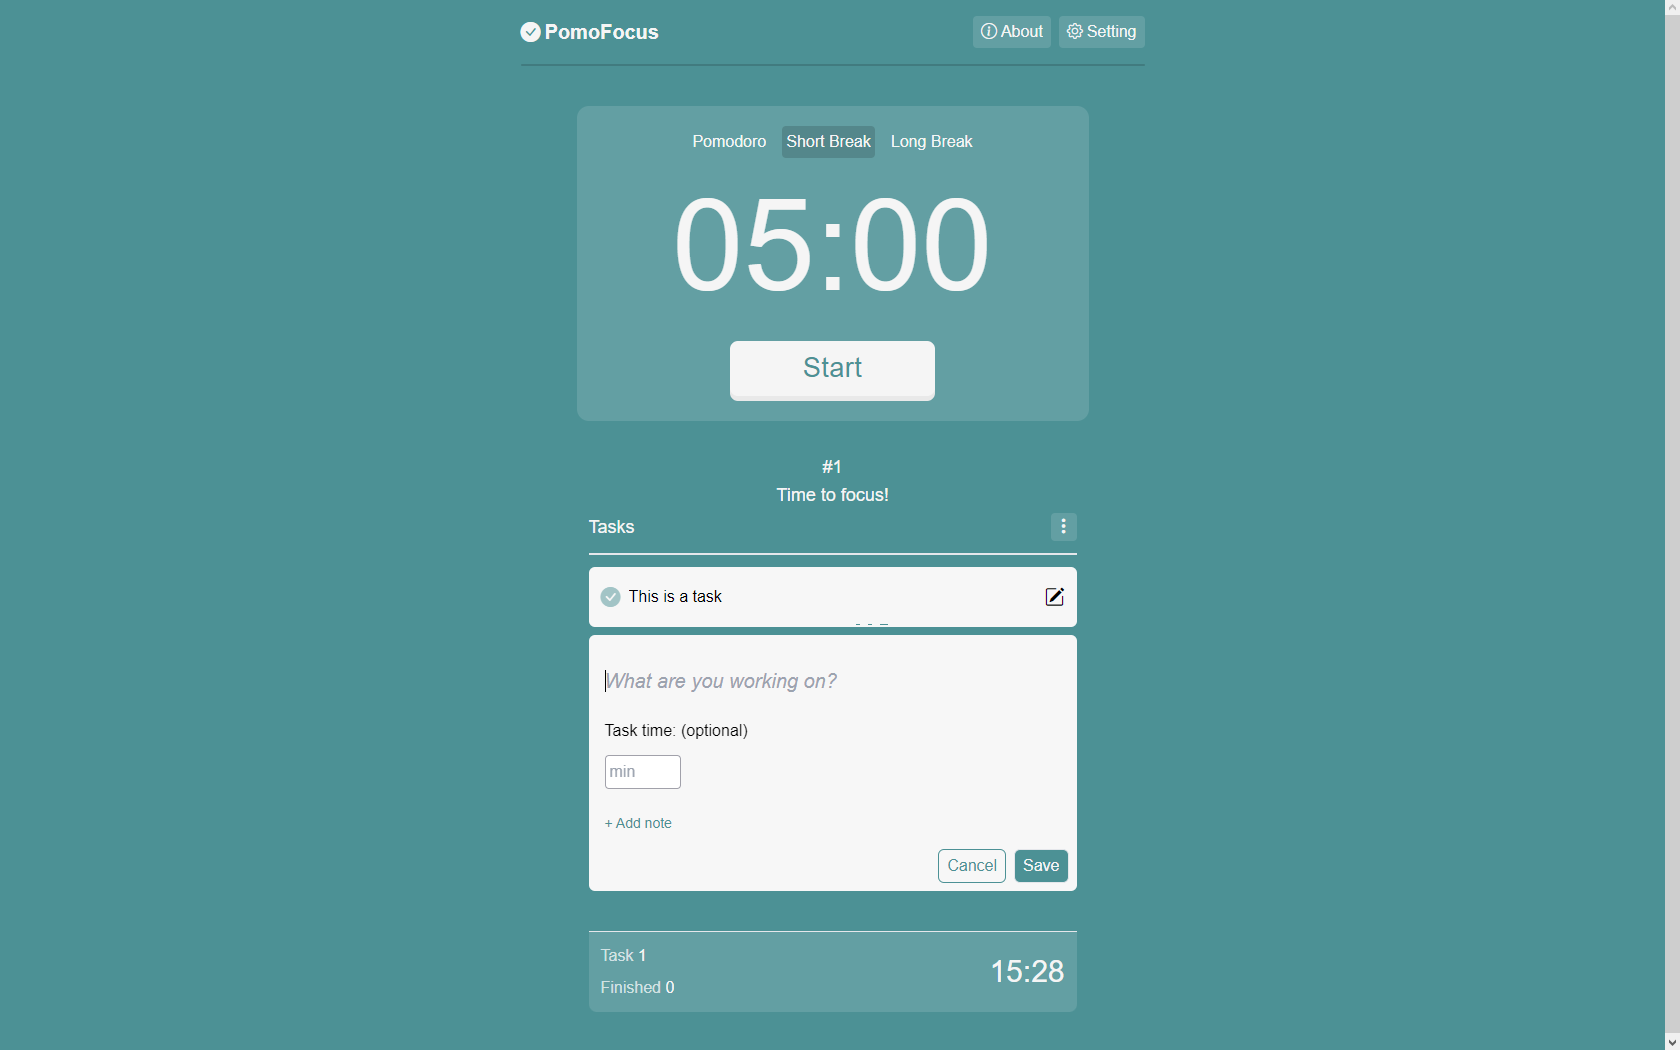 PomoFocus
About
Setting
Pomodoro
Short Break
Long Break
05:00
Start
#1
Time to focus!
Tasks
This is a task
What are you working on?
Task time: (optional)
min
+ Add note
Cancel
Save
Task 1
Finished 0
15:28